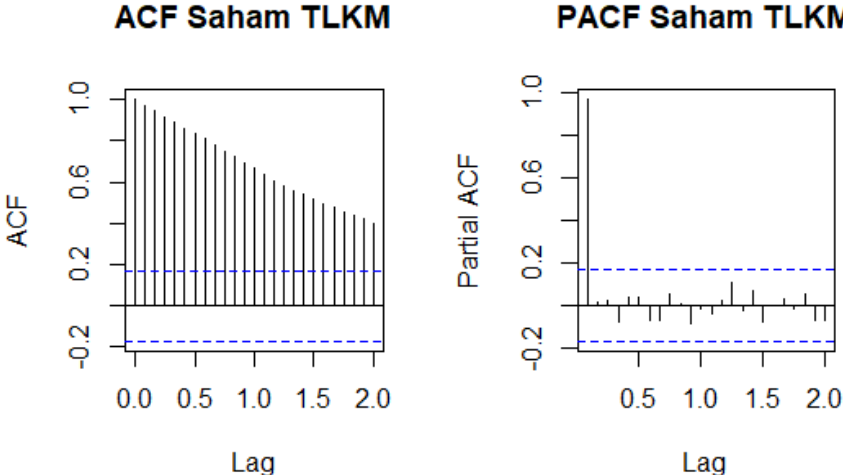 ACF Saham TLKM
ACF
1.0
0.6
0.2
-0.2
0.0 0.5 1.0 1.5 2.0
Lag
PACF Saham TLKM
Partial ACF
1.0
0.6
0.2
-0.2
0.5 1.0 1.5 2.0
Lag